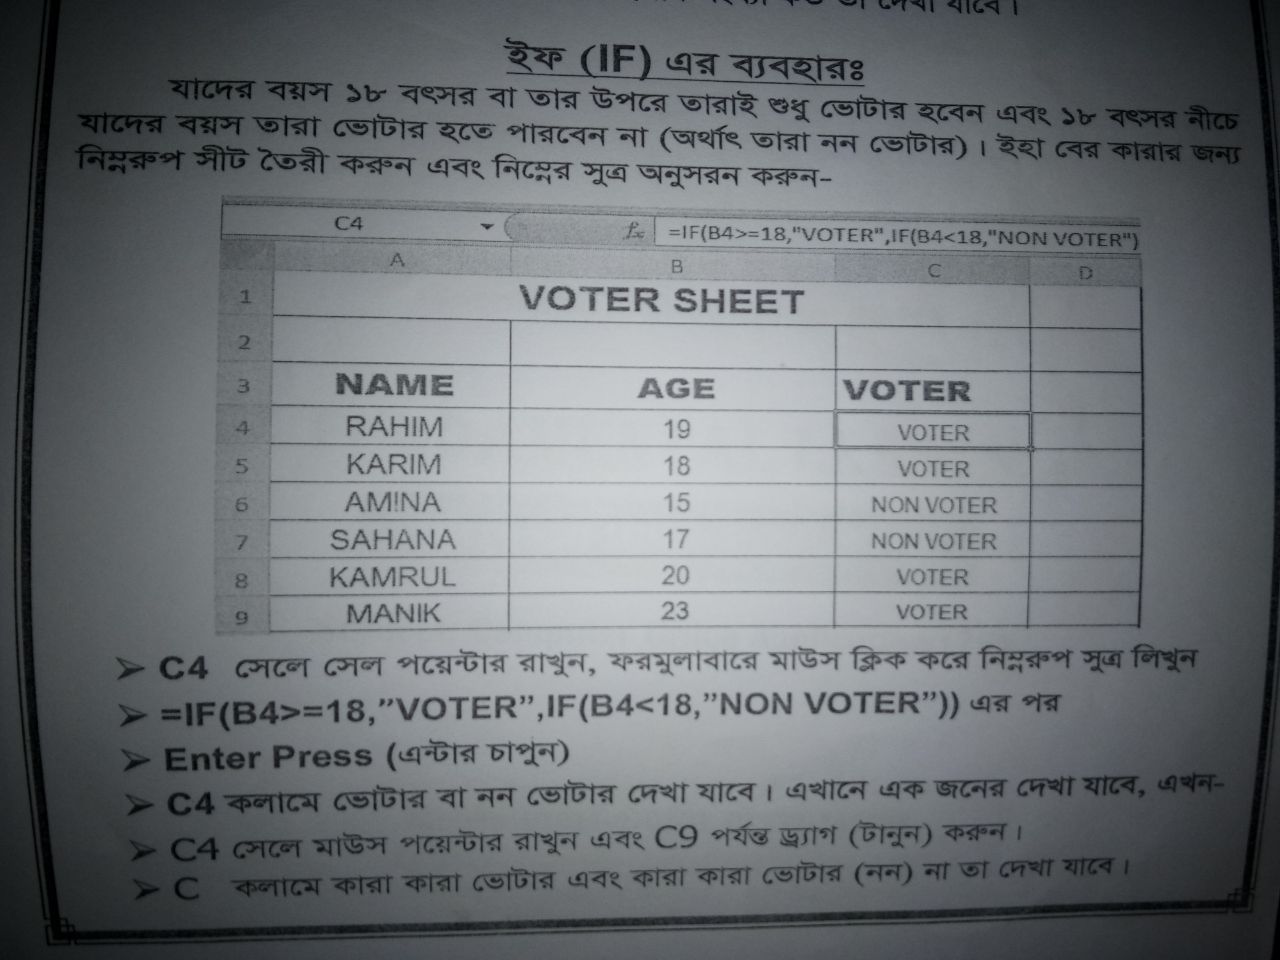 তা দেখা যাবে।
ইফ (IF) এর ব্যবহারঃ
যাদের বয়স ১৮ বৎসর বা তার উপরে তারাই শুধু ভোটার হবেন এবং ১৮ বৎসর নীচে
যাদের বয়স তারা ভোটার হতে পারবেন না (অর্থাৎ তারা নন ভোটার)। ইহা বের কারার জন্য
নিম্নরুপ সীট তৈরী করুন এবং নিম্নের সুত্র অনুসরন করুন-
C4 fx =IF(B4>=18,"VOTER",IF(B4<18,"NON VOTER")
A B C D
1 VOTER SHEET
2
3 NAME AGE VOTER
4 RAHIM 19 VOTER
5 KARIM 18 VOTER
6 AMINA 15 NON VOTER
7 SAHANA 17 NON VOTER
8 KAMRUL 20 VOTER
9 MANIK 23 VOTER
➢ C4 সেলে সেল পয়েন্টার রাখুন, ফরমূলাবারে মাউস ক্লিক করে নিম্নরুপ সুত্র লিখুন
➢ =IF(B4>=18,”VOTER”,IF(B4<18,”NON VOTER”)) এর পর
➢ Enter Press (এন্টার চাপুন)
➢ C4 কলামে ভোটার বা নন ভোটার দেখা যাবে। এখানে এক জনের দেখা যাবে, এখন-
➢ C4 সেলে মাউস পয়েন্টার রাখুন এবং C9 পর্যন্ত ড্র্যাগ (টানুন) করুন।
➢ C কলামে কারা কারা ভোটার এবং কারা কারা ভোটার (নন) না তা দেখা যাবে।